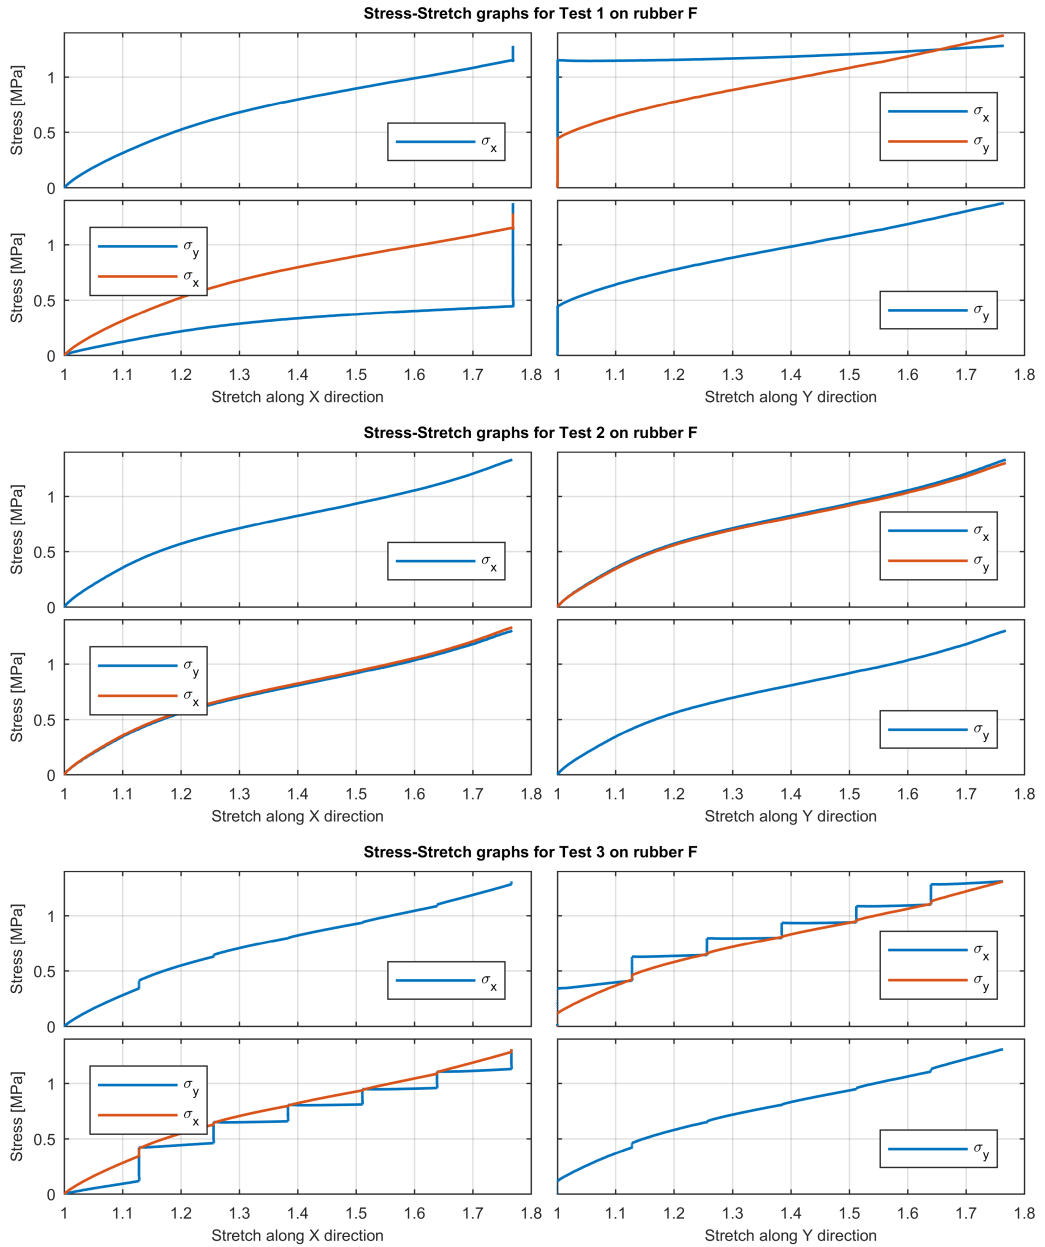 Stress-Stretch graphs for Test 1 on rubber F
Stress [MPa]
1
0.5
0
σx
σx
σy
Stress [MPa]
1
0.5
0
σy
σx
σy
1 1.1 1.2 1.3 1.4 1.5 1.6 1.7 1.8
1 1.1 1.2 1.3 1.4 1.5 1.6 1.7 1.8
Stretch along X direction
Stretch along Y direction
Stress-Stretch graphs for Test 2 on rubber F
Stress [MPa]
1
0.5
0
σx
σx
σy
Stress [MPa]
1
0.5
0
σy
σx
σy
1 1.1 1.2 1.3 1.4 1.5 1.6 1.7 1.8
1 1.1 1.2 1.3 1.4 1.5 1.6 1.7 1.8
Stretch along X direction
Stretch along Y direction
Stress-Stretch graphs for Test 3 on rubber F
Stress [MPa]
1
0.5
0
σx
σx
σy
Stress [MPa]
1
0.5
0
σy
σx
σy
1 1.1 1.2 1.3 1.4 1.5 1.6 1.7 1.8
1 1.1 1.2 1.3 1.4 1.5 1.6 1.7 1.8
Stretch along X direction
Stretch along Y direction